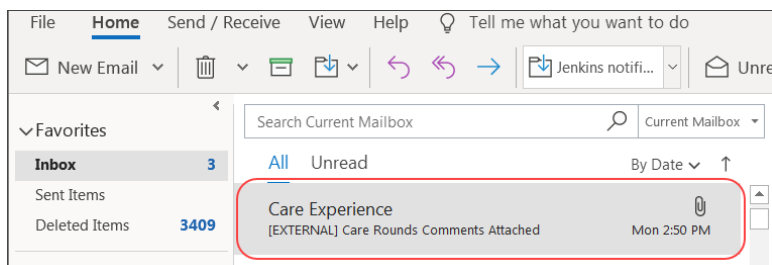 File Home Send / Receive View Help Tell me what you want to do
New Email Jenkins notifi... Unre
Favorites
Search Current Mailbox Current Mailbox
Inbox 3
All Unread By Date
Sent Items
Care Experience
Deleted Items 3409
[EXTERNAL] Care Rounds Comments Attached Mon 2:50 PM